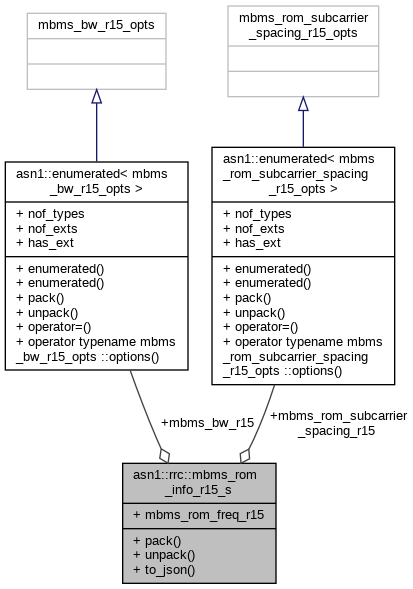 mbms_bw_r15_opts
mbms_rom_subcarrier
_spacing_r15_opts
asn1::enumerated< mbms
_bw_r15_opts >
+ nof_types
+ nof_exts
+ has_ext
+ enumerated()
+ enumerated()
+ pack()
+ unpack()
+ operator=()
+ operator typename mbms
_bw_r15_opts ::options()
asn1::enumerated< mbms
_rom_subcarrier_spacing
_r15_opts >
+ nof_types
+ nof_exts
+ has_ext
+ enumerated()
+ enumerated()
+ pack()
+ unpack()
+ operator=()
+ operator typename mbms
_rom_subcarrier_spacing
_r15_opts ::options()
+mbms_bw_r15
+mbms_rom_subcarrier
_spacing_r15
asn1::rrc::mbms_rom
_info_r15_s
+ mbms_rom_freq_r15
+ pack()
+ unpack()
+ to_json()